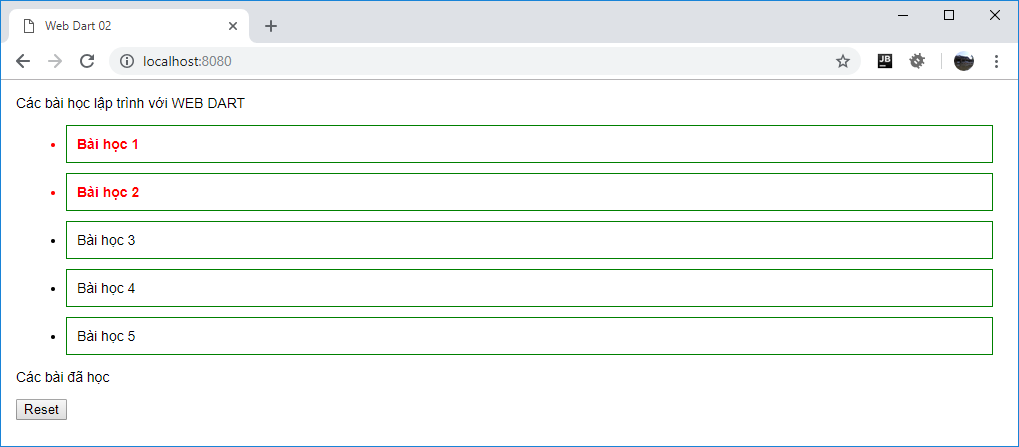 Web Dart 02
localhost:8080
JB
Các bài học lập trình với WEB DART
Bài học 1
Bài học 2
Bài học 3
Bài học 4
Bài học 5
Các bài đã học
Reset